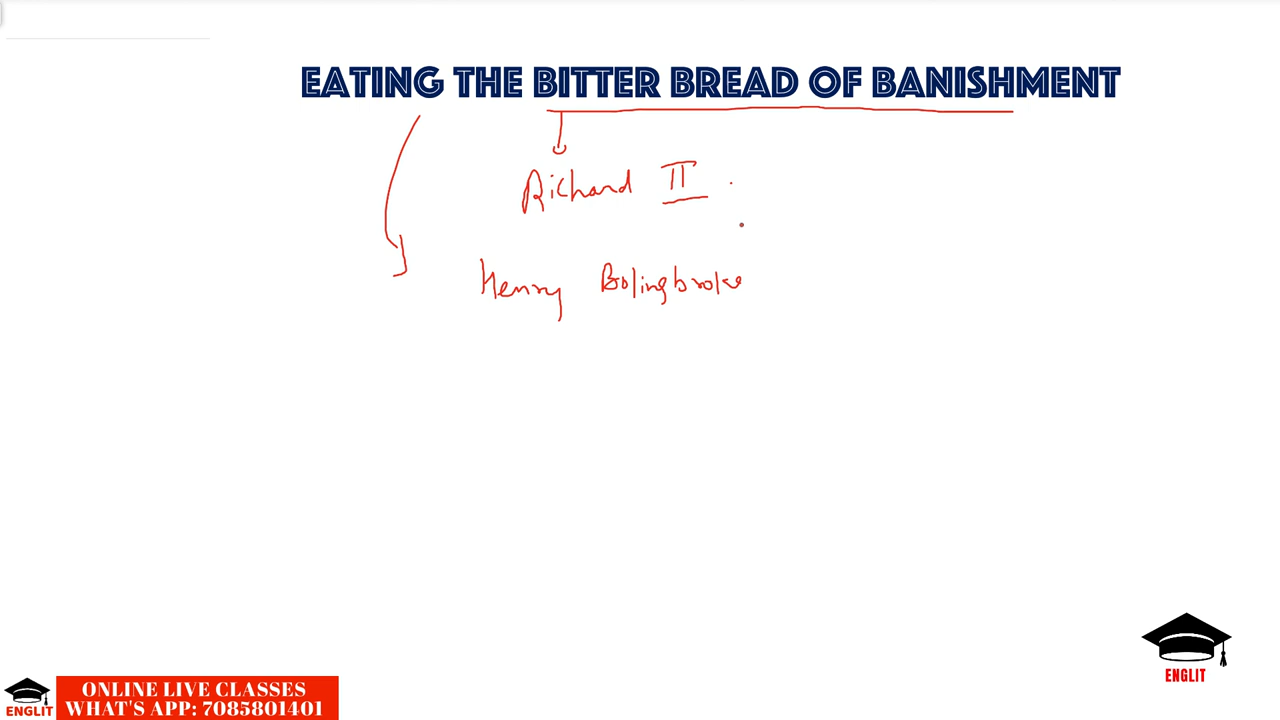 EATING THE BITTER BREAD OF BANISHMENT
Richard II
Henry Bolingbroke
ENGLIT
ENGLIT
ONLINE LIVE CLASSES
WHAT'S APP: 7085801401